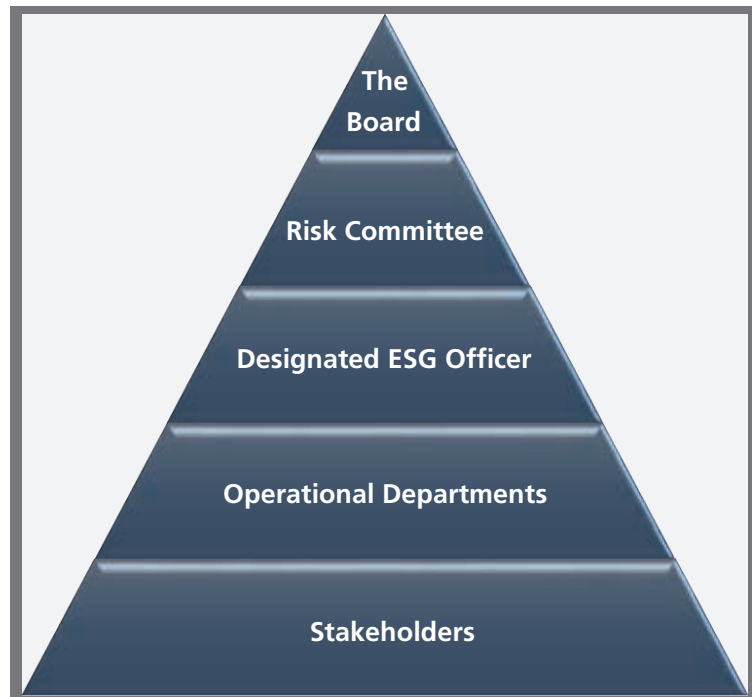 The
Board
Risk Committee
Designated ESG Officer
Operational Departments
Stakeholders